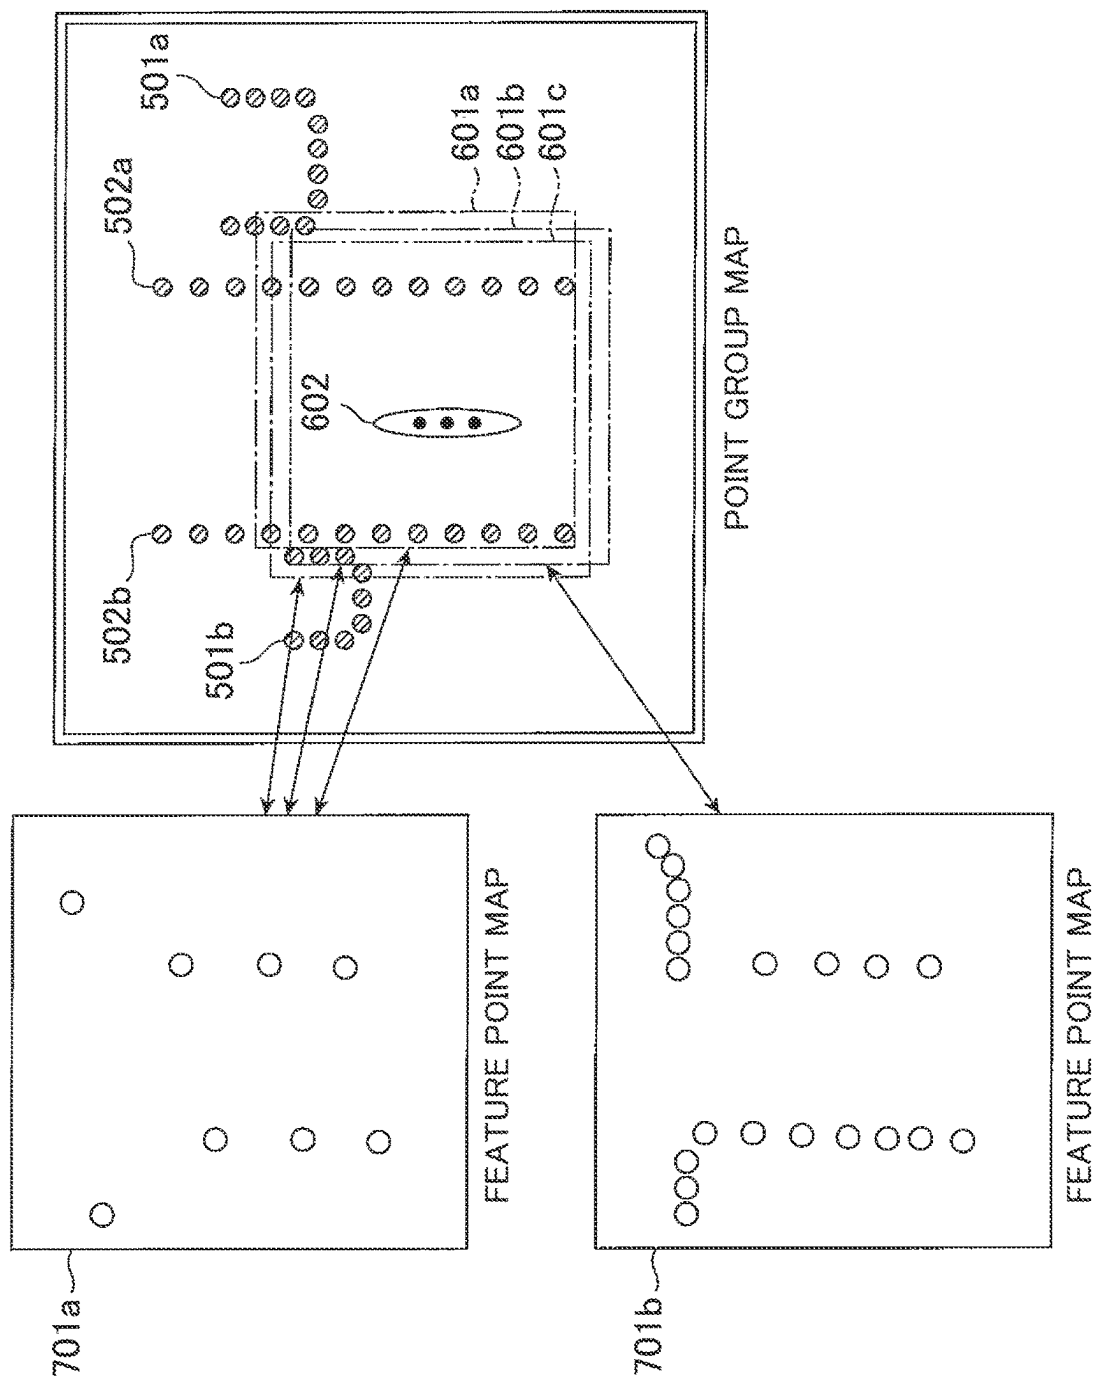 701a
FEATURE POINT MAP
701b
FEATURE POINT MAP
502b
501b
602
502a
501a
601a
601b
601c
POINT GROUP MAP